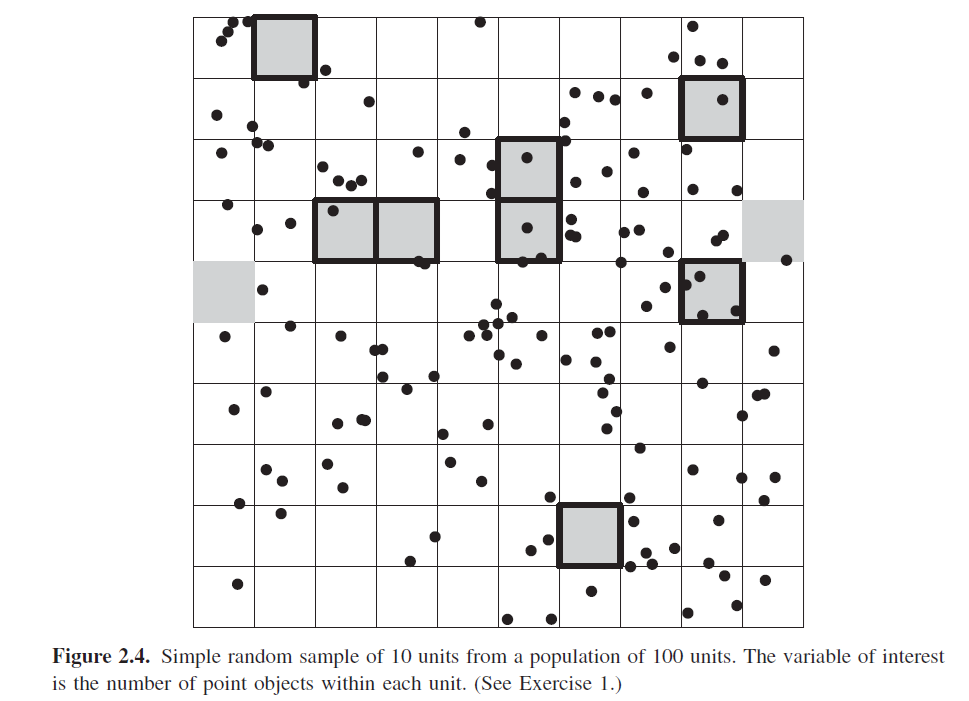 Figure 2.4. Simple random sample of 10 units from a population of 100 units. The variable of interest
is the number of point objects within each unit. (See Exercise 1.)